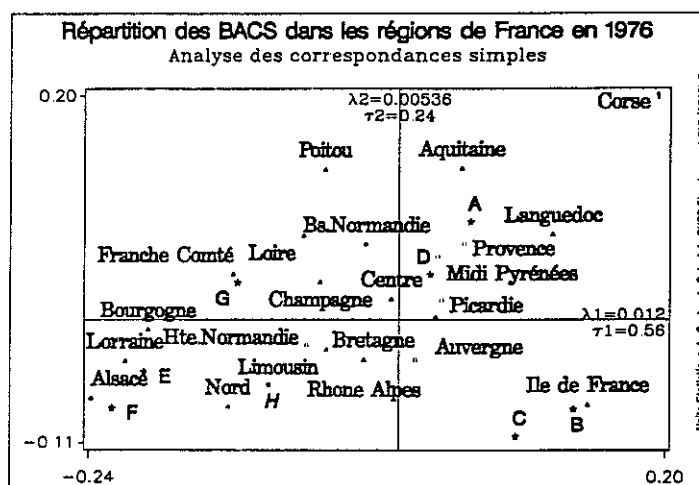 Répartition des BACS dans les régions de France en 1976
Analyse des correspondances simples
0.20
λ2=0.00536
τ2=0.24
Corse
Poitou
Aquitaine
A
Languedoc
Bs.Normandie
Franche Comté
Loire
D
Provence
Centre
Midi Pyrénées
G
Champagne
Picardie
Bourgogne
λ1=0.012
τ1=0.56
Lorraine
Hte.Normandie
Bretagne
Auvergne
Alsace
E
Limousin
Nord
H
Rhone Alpes
Ile de France
F
C
B
-0.11
-0.24
0.20